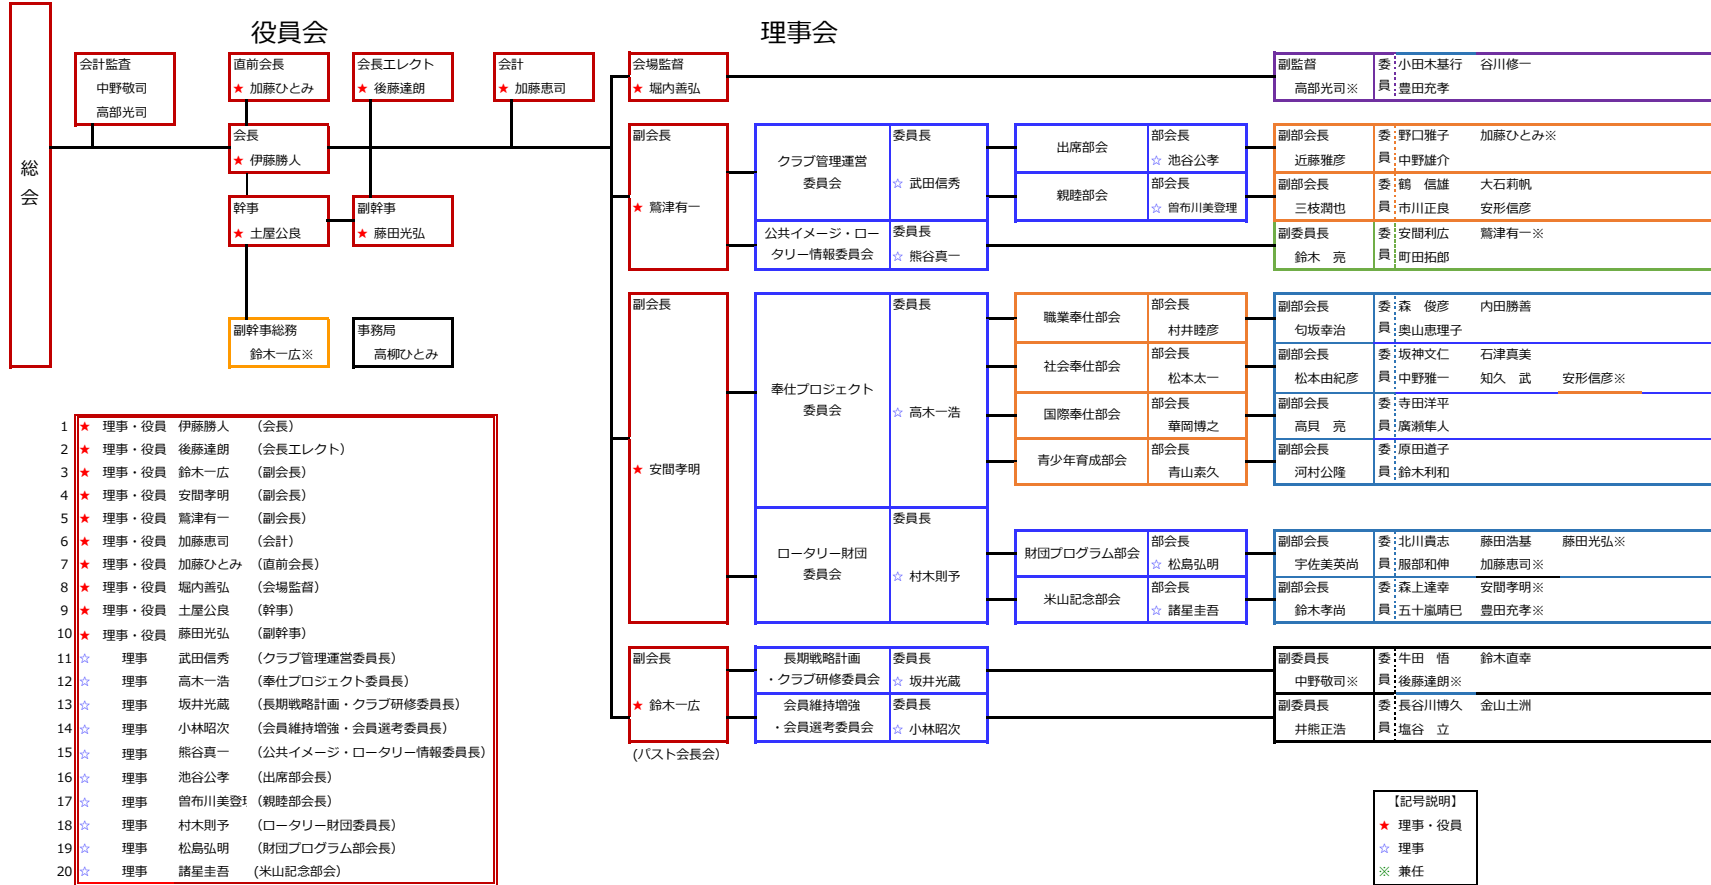 役員会
理事会
総会
会計監査
中野敬司
高部光司
直前会長
★ 加藤ひとみ
会長エレクト
★ 後藤達朗
会計
★ 加藤恵司
会長
★ 伊藤勝人
幹事
★ 土屋公良
副幹事
★ 藤田光弘
副幹事総務
鈴木一広※
事務局
高柳ひとみ
会場監督
★ 堀内善弘
副監督
高部光司※
委員
小田木基行 谷川修一
豊田充孝
副会長
★ 鷲津有一
クラブ管理運営
委員会
委員長
☆ 武田信秀
出席部会
部会長
☆ 池谷公孝
副部会長
近藤雅彦
委員
野口雅子 加藤ひとみ※
中野雄介
親睦部会
部会長
☆ 曽布川美登理
副部会長
三枝潤也
委員
鶴　信雄 大石莉帆
市川正良 安形信彦
公共イメージ・ロー
タリー情報委員会
委員長
☆ 熊谷真一
副委員長
鈴木　亮
委員
安間利広 鷲津有一※
町田拓郎
副会長
★ 安間孝明
奉仕プロジェクト
委員会
委員長
☆ 高木一浩
職業奉仕部会
部会長
村井睦彦
副部会長
匂坂幸治
委員
森　俊彦 内田勝善
奥山恵理子
社会奉仕部会
部会長
松本太一
副部会長
松本由紀彦
委員
坂神文仁 石津真美
中野雅一 知久　武 安形信彦※
国際奉仕部会
部会長
華岡博之
副部会長
高貝　亮
委員
寺田洋平
廣瀬隼人
青少年育成部会
部会長
青山素久
副部会長
河村公隆
委員
原田道子
鈴木利和
ロータリー財団
委員会
委員長
☆ 村木則予
財団プログラム部会
部会長
☆ 松島弘明
副部会長
宇佐美英尚
委員
北川貴志 藤田浩基 藤田光弘※
服部和伸 加藤恵司※
米山記念部会
部会長
☆ 諸星圭吾
副部会長
鈴木孝尚
委員
森上達幸 安間孝明※
五十嵐晴巳 豊田充孝※
副会長
★ 鈴木一広
(パスト会長会)
長期戦略計画
・クラブ研修委員会
委員長
☆ 坂井光蔵
副委員長
中野敬司※
委員
牛田　悟 鈴木直幸
後藤達朗※
会員維持増強
・会員選考委員会
委員長
☆ 小林昭次
副委員長
井熊正浩
委員
長谷川博久 金山土洲
塩谷　立
1 ★ 理事・役員 伊藤勝人 （会長）
2 ★ 理事・役員 後藤達朗 （会長エレクト）
3 ★ 理事・役員 鈴木一広 （副会長）
4 ★ 理事・役員 安間孝明 （副会長）
5 ★ 理事・役員 鷲津有一 （副会長）
6 ★ 理事・役員 加藤恵司 （会計）
7 ★ 理事・役員 加藤ひとみ （直前会長）
8 ★ 理事・役員 堀内善弘 （会場監督）
9 ★ 理事・役員 土屋公良 （幹事）
10 ★ 理事・役員 藤田光弘 （副幹事）
11 ☆ 理事 武田信秀 （クラブ管理運営委員長）
12 ☆ 理事 高木一浩 （奉仕プロジェクト委員長）
13 ☆ 理事 坂井光蔵 （長期戦略計画・クラブ研修委員長）
14 ☆ 理事 小林昭次 （会員維持増強・会員選考委員長）
15 ☆ 理事 熊谷真一 （公共イメージ・ロータリー情報委員長）
16 ☆ 理事 池谷公孝 （出席部会長）
17 ☆ 理事 曽布川美登 （親睦部会長）
18 ☆ 理事 村木則予 （ロータリー財団委員長）
19 ☆ 理事 松島弘明 （財団プログラム部会長）
20 ☆ 理事 諸星圭吾 (米山記念部会）
【記号説明】
★ 理事・役員
☆ 理事
※ 兼任